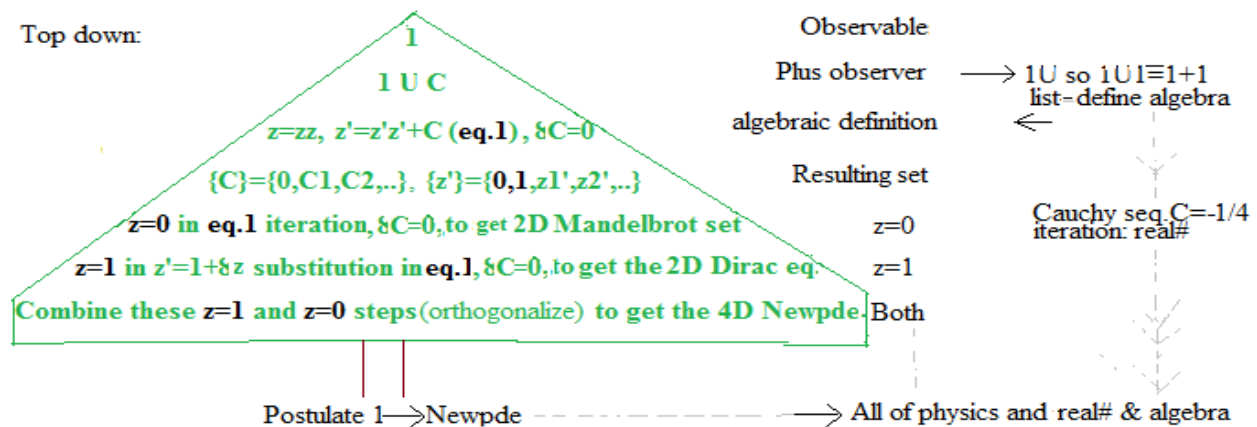 Top down:
1
Observable
1 U C
Plus observer
1U so 1U1≡1+1
list-define algebra
z=zz, z'=z'z'+C (eq.1), δC=0
algebraic definition
{C}={0,C1,C2,..}, {z'}={0,1,z1',z2',..}
Resulting set
z=0 in eq.1 iteration, δC=0, to get 2D Mandelbrot set
z=0
Cauchy seq.C=-1/4
iteration: real#
z=1 in z'=1+δz substitution in eq.1, δC=0, to get the 2D Dirac eq.
z=1
Combine these z=1 and z=0 steps(orthogonalize) to get the 4D Newpde.
Both
Postulate 1→Newpde → All of physics and real# & algebra